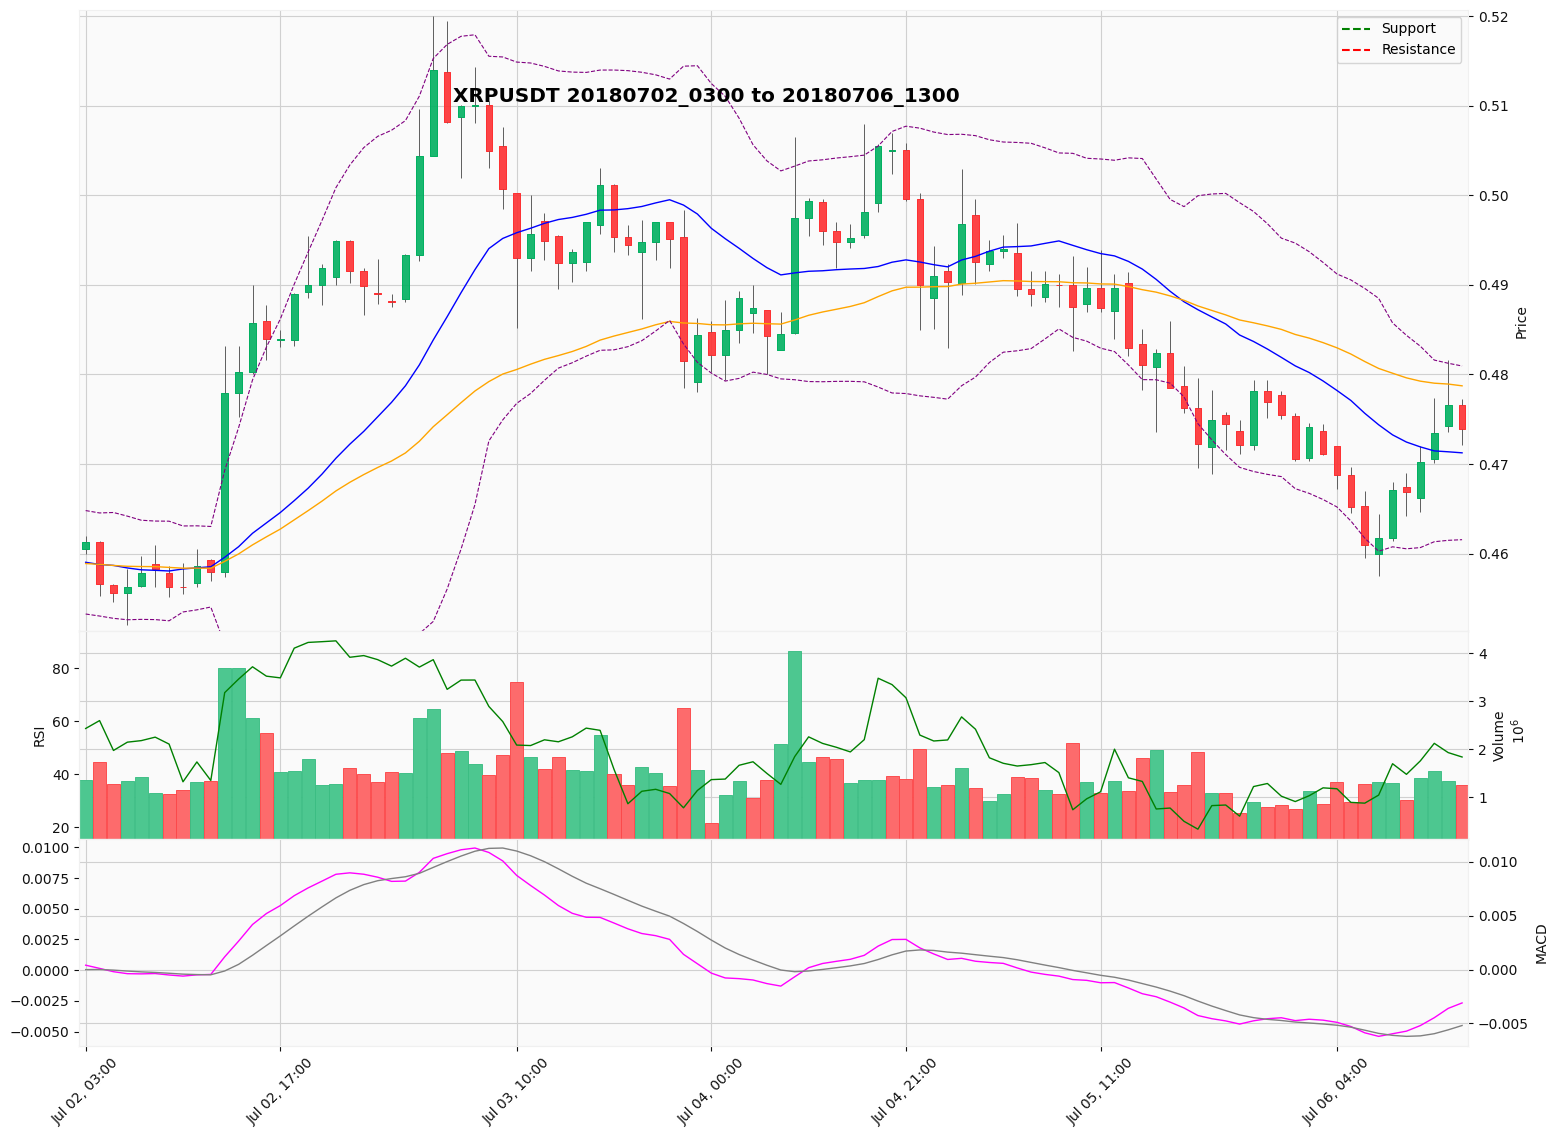 XRPUSDT 20180702_0300 to 20180706_1300
Support
Resistance
0.52
0.51
0.50
0.49
0.48
0.47
0.46
Price
80
60
40
20
RSI
4
3
2
1
Volume
10^6
0.0100
0.0075
0.0050
0.0025
0.0000
−0.0025
−0.0050
0.010
0.005
0.000
−0.005
MACD
Jul 02, 03:00
Jul 02, 17:00
Jul 03, 10:00
Jul 04, 00:00
Jul 04, 21:00
Jul 05, 11:00
Jul 06, 04:00